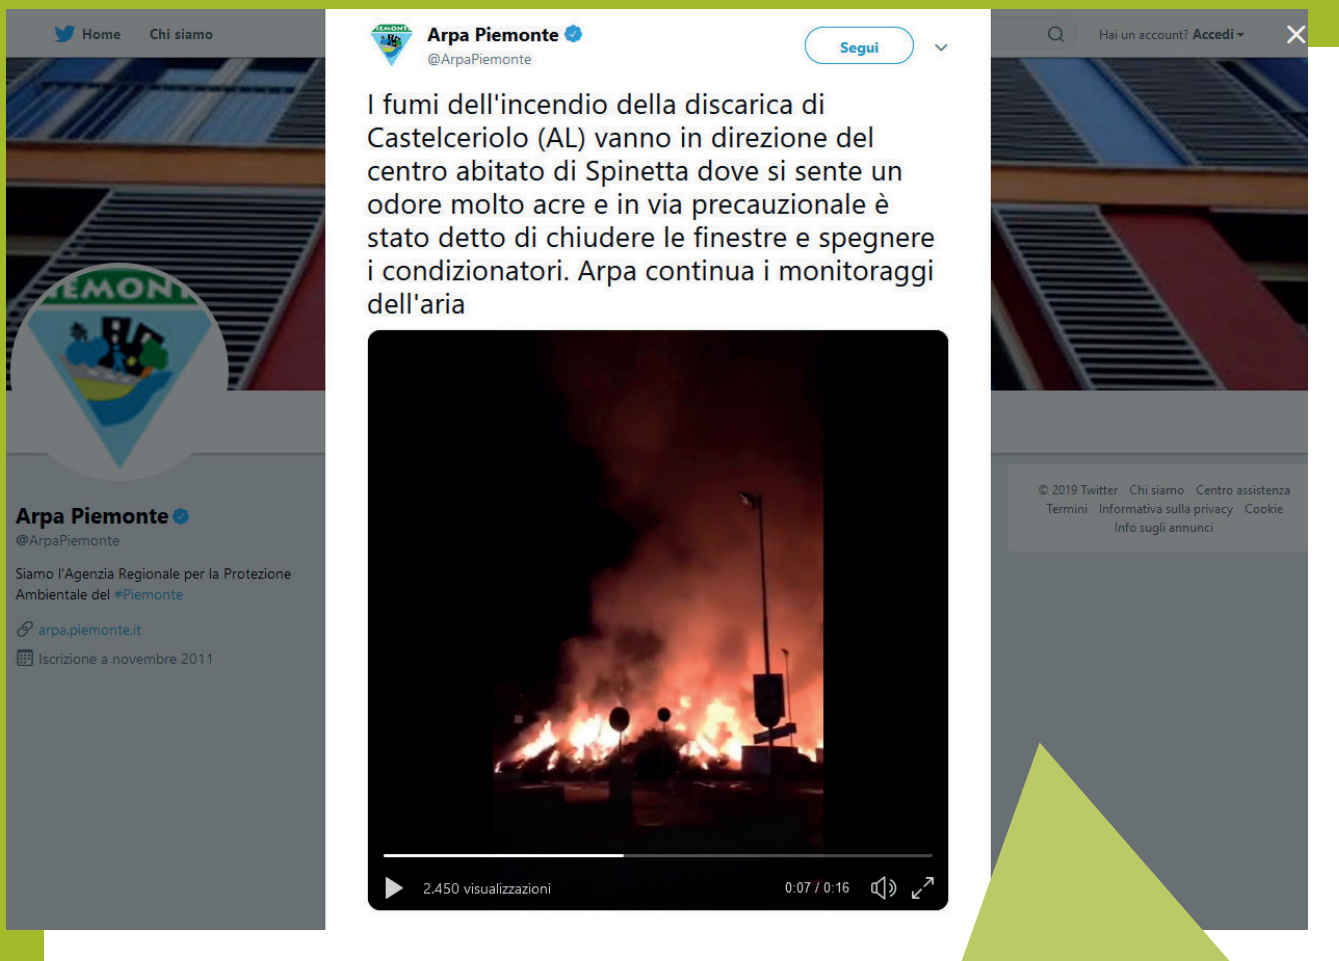 Home Chi siamo
Hai un account? Accedi
PIEMONTE
Arpa Piemonte
@ArpaPiemonte
Segui
I fumi dell'incendio della discarica di
Castelceriolo (AL) vanno in direzione del
centro abitato di Spinetta dove si sente un
odore molto acre e in via precauzionale è
stato detto di chiudere le finestre e spegnere
i condizionatori. Arpa continua i monitoraggi
dell'aria
2.450 visualizzazioni
0:07 / 0:16
Arpa Piemonte
@ArpaPiemonte
Siamo l'Agenzia Regionale per la Protezione
Ambientale del #Piemonte
arpa.piemonte.it
Iscrizione a novembre 2011
© 2019 Twitter Chi siamo Centro assistenza
Termini Informativa sulla privacy Cookie
Info sugli annunci